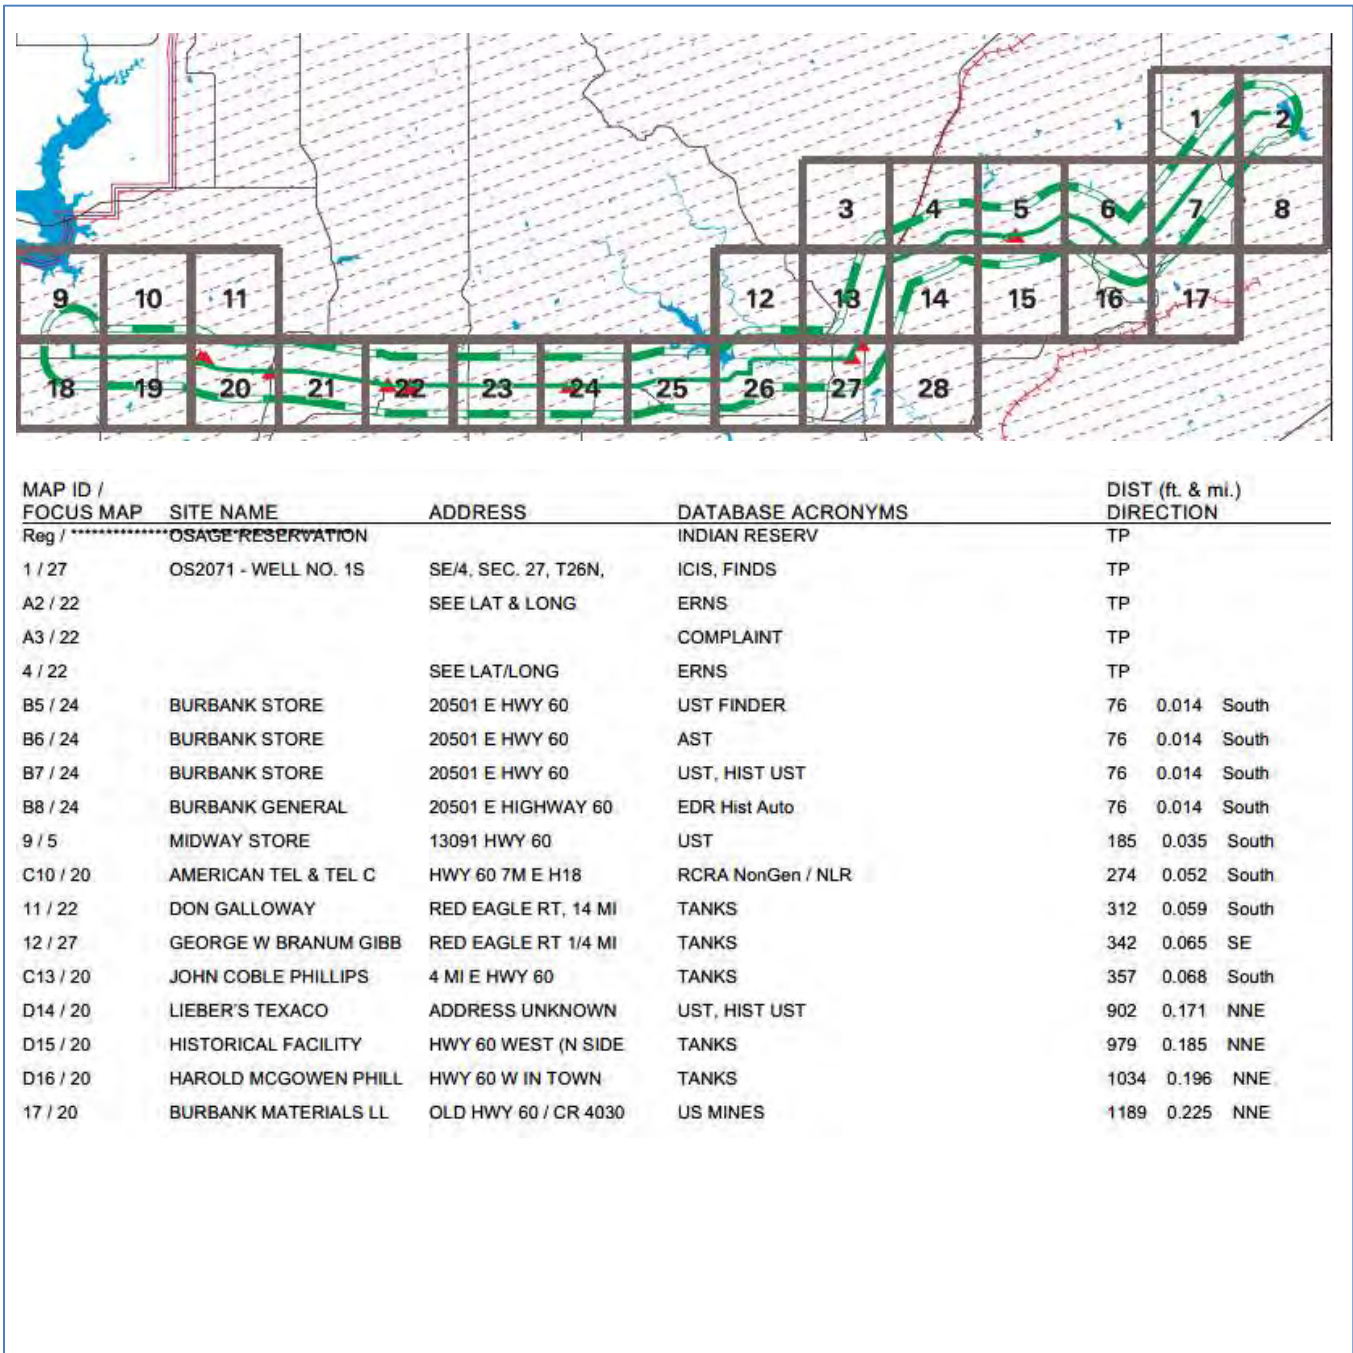 1 2
3 4 5 6 7 8
9 10 11 12 13 14 15 16 17
18 19 20 21 22 23 24 25 26 27 28
MAP ID / DIST (ft. & mi.)
FOCUS MAP SITE NAME ADDRESS DATABASE ACRONYMS DIRECTION
Reg / OSAGE RESERVATION INDIAN RESERV TP
1 / 27 OS2071 - WELL NO. 1S SE/4, SEC. 27, T26N, ICIS, FINDS TP
A2 / 22 SEE LAT & LONG ERNS TP
A3 / 22 COMPLAINT TP
4 / 22 SEE LAT/LONG ERNS TP
B5 / 24 BURBANK STORE 20501 E HWY 60 UST FINDER 76 0.014 South
B6 / 24 BURBANK STORE 20501 E HWY 60 AST 76 0.014 South
B7 / 24 BURBANK STORE 20501 E HWY 60 UST, HIST UST 76 0.014 South
B8 / 24 BURBANK GENERAL 20501 E HIGHWAY 60 EDR Hist Auto 76 0.014 South
9 / 5 MIDWAY STORE 13091 HWY 60 UST 185 0.035 South
C10 / 20 AMERICAN TEL & TEL C HWY 60 7M E H18 RCRA NonGen / NLR 274 0.052 South
11 / 22 DON GALLOWAY RED EAGLE RT, 14 MI TANKS 312 0.059 South
12 / 27 GEORGE W BRANUM GIBB RED EAGLE RT 1/4 MI TANKS 342 0.065 SE
C13 / 20 JOHN COBLE PHILLIPS 4 MI E HWY 60 TANKS 357 0.068 South
D14 / 20 LIEBER'S TEXACO ADDRESS UNKNOWN UST, HIST UST 902 0.171 NNE
D15 / 20 HISTORICAL FACILITY HWY 60 WEST (N SIDE TANKS 979 0.185 NNE
D16 / 20 HAROLD MCGOWEN PHILL HWY 60 W IN TOWN TANKS 1034 0.196 NNE
17 / 20 BURBANK MATERIALS LL OLD HWY 60 / CR 4030 US MINES 1189 0.225 NNE